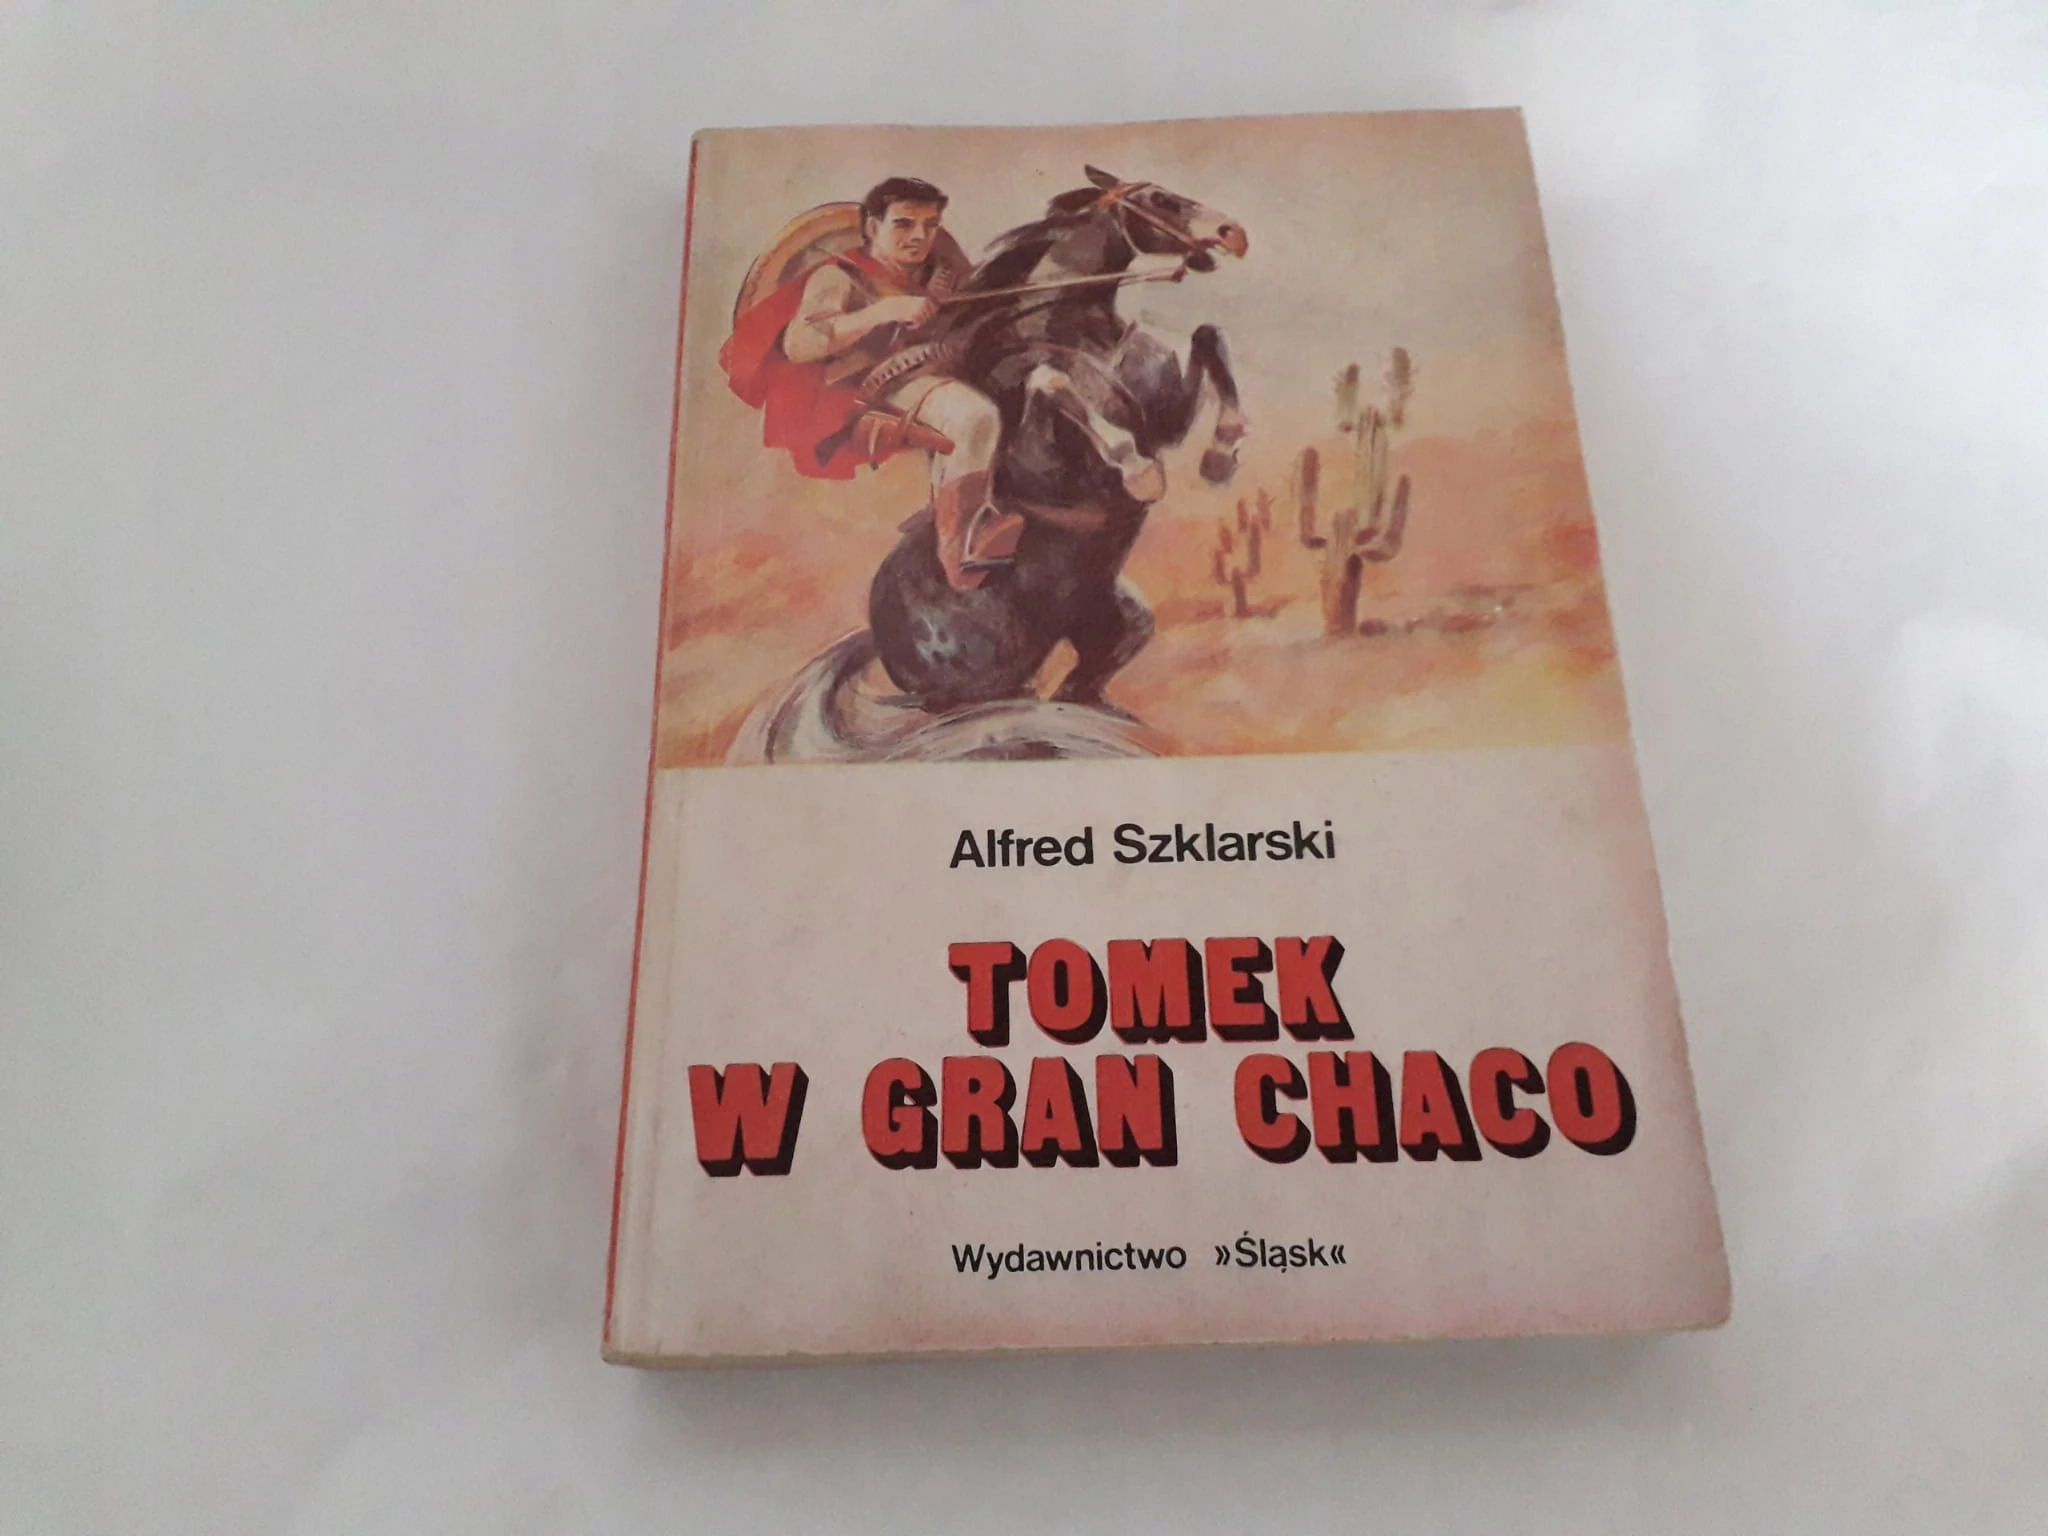 Alfred Szklarski
TOMEK
W GRAN CHACO
Wydawnictwo »Śląsk«